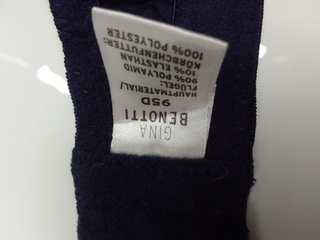 GINA
BENOTTI
95D
HAUPTMATERIAL/
FLÜGEL:
90% POLYAMID
10% ELASTHAN
KÖRBCHENFUTTER:
100% POLYESTER